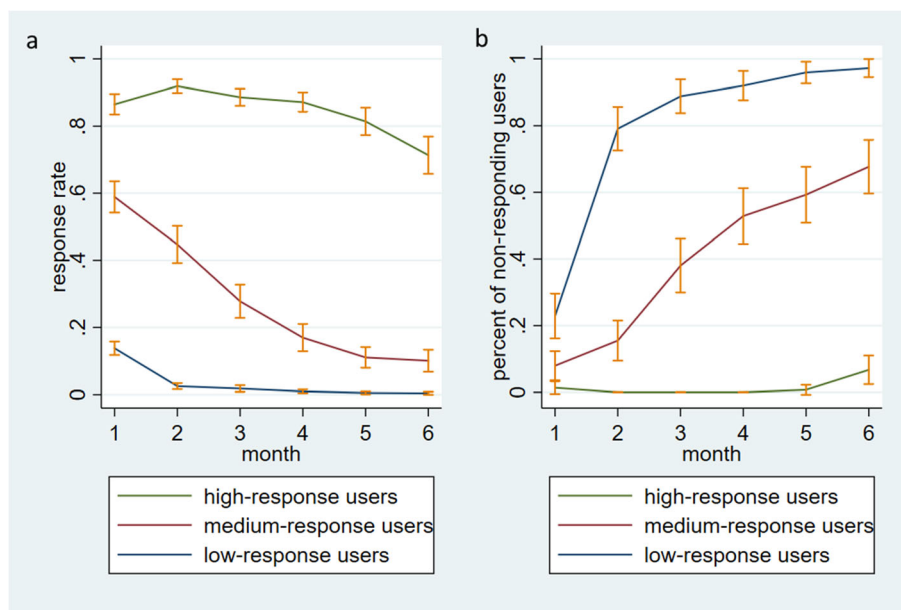 a
response rate
1
.8
.6
.4
.2
0
1 2 3 4 5 6
month
high-response users
medium-response users
low-response users
b
percent of non-responding users
1
.8
.6
.4
.2
0
1 2 3 4 5 6
month
high-response users
medium-response users
low-response users